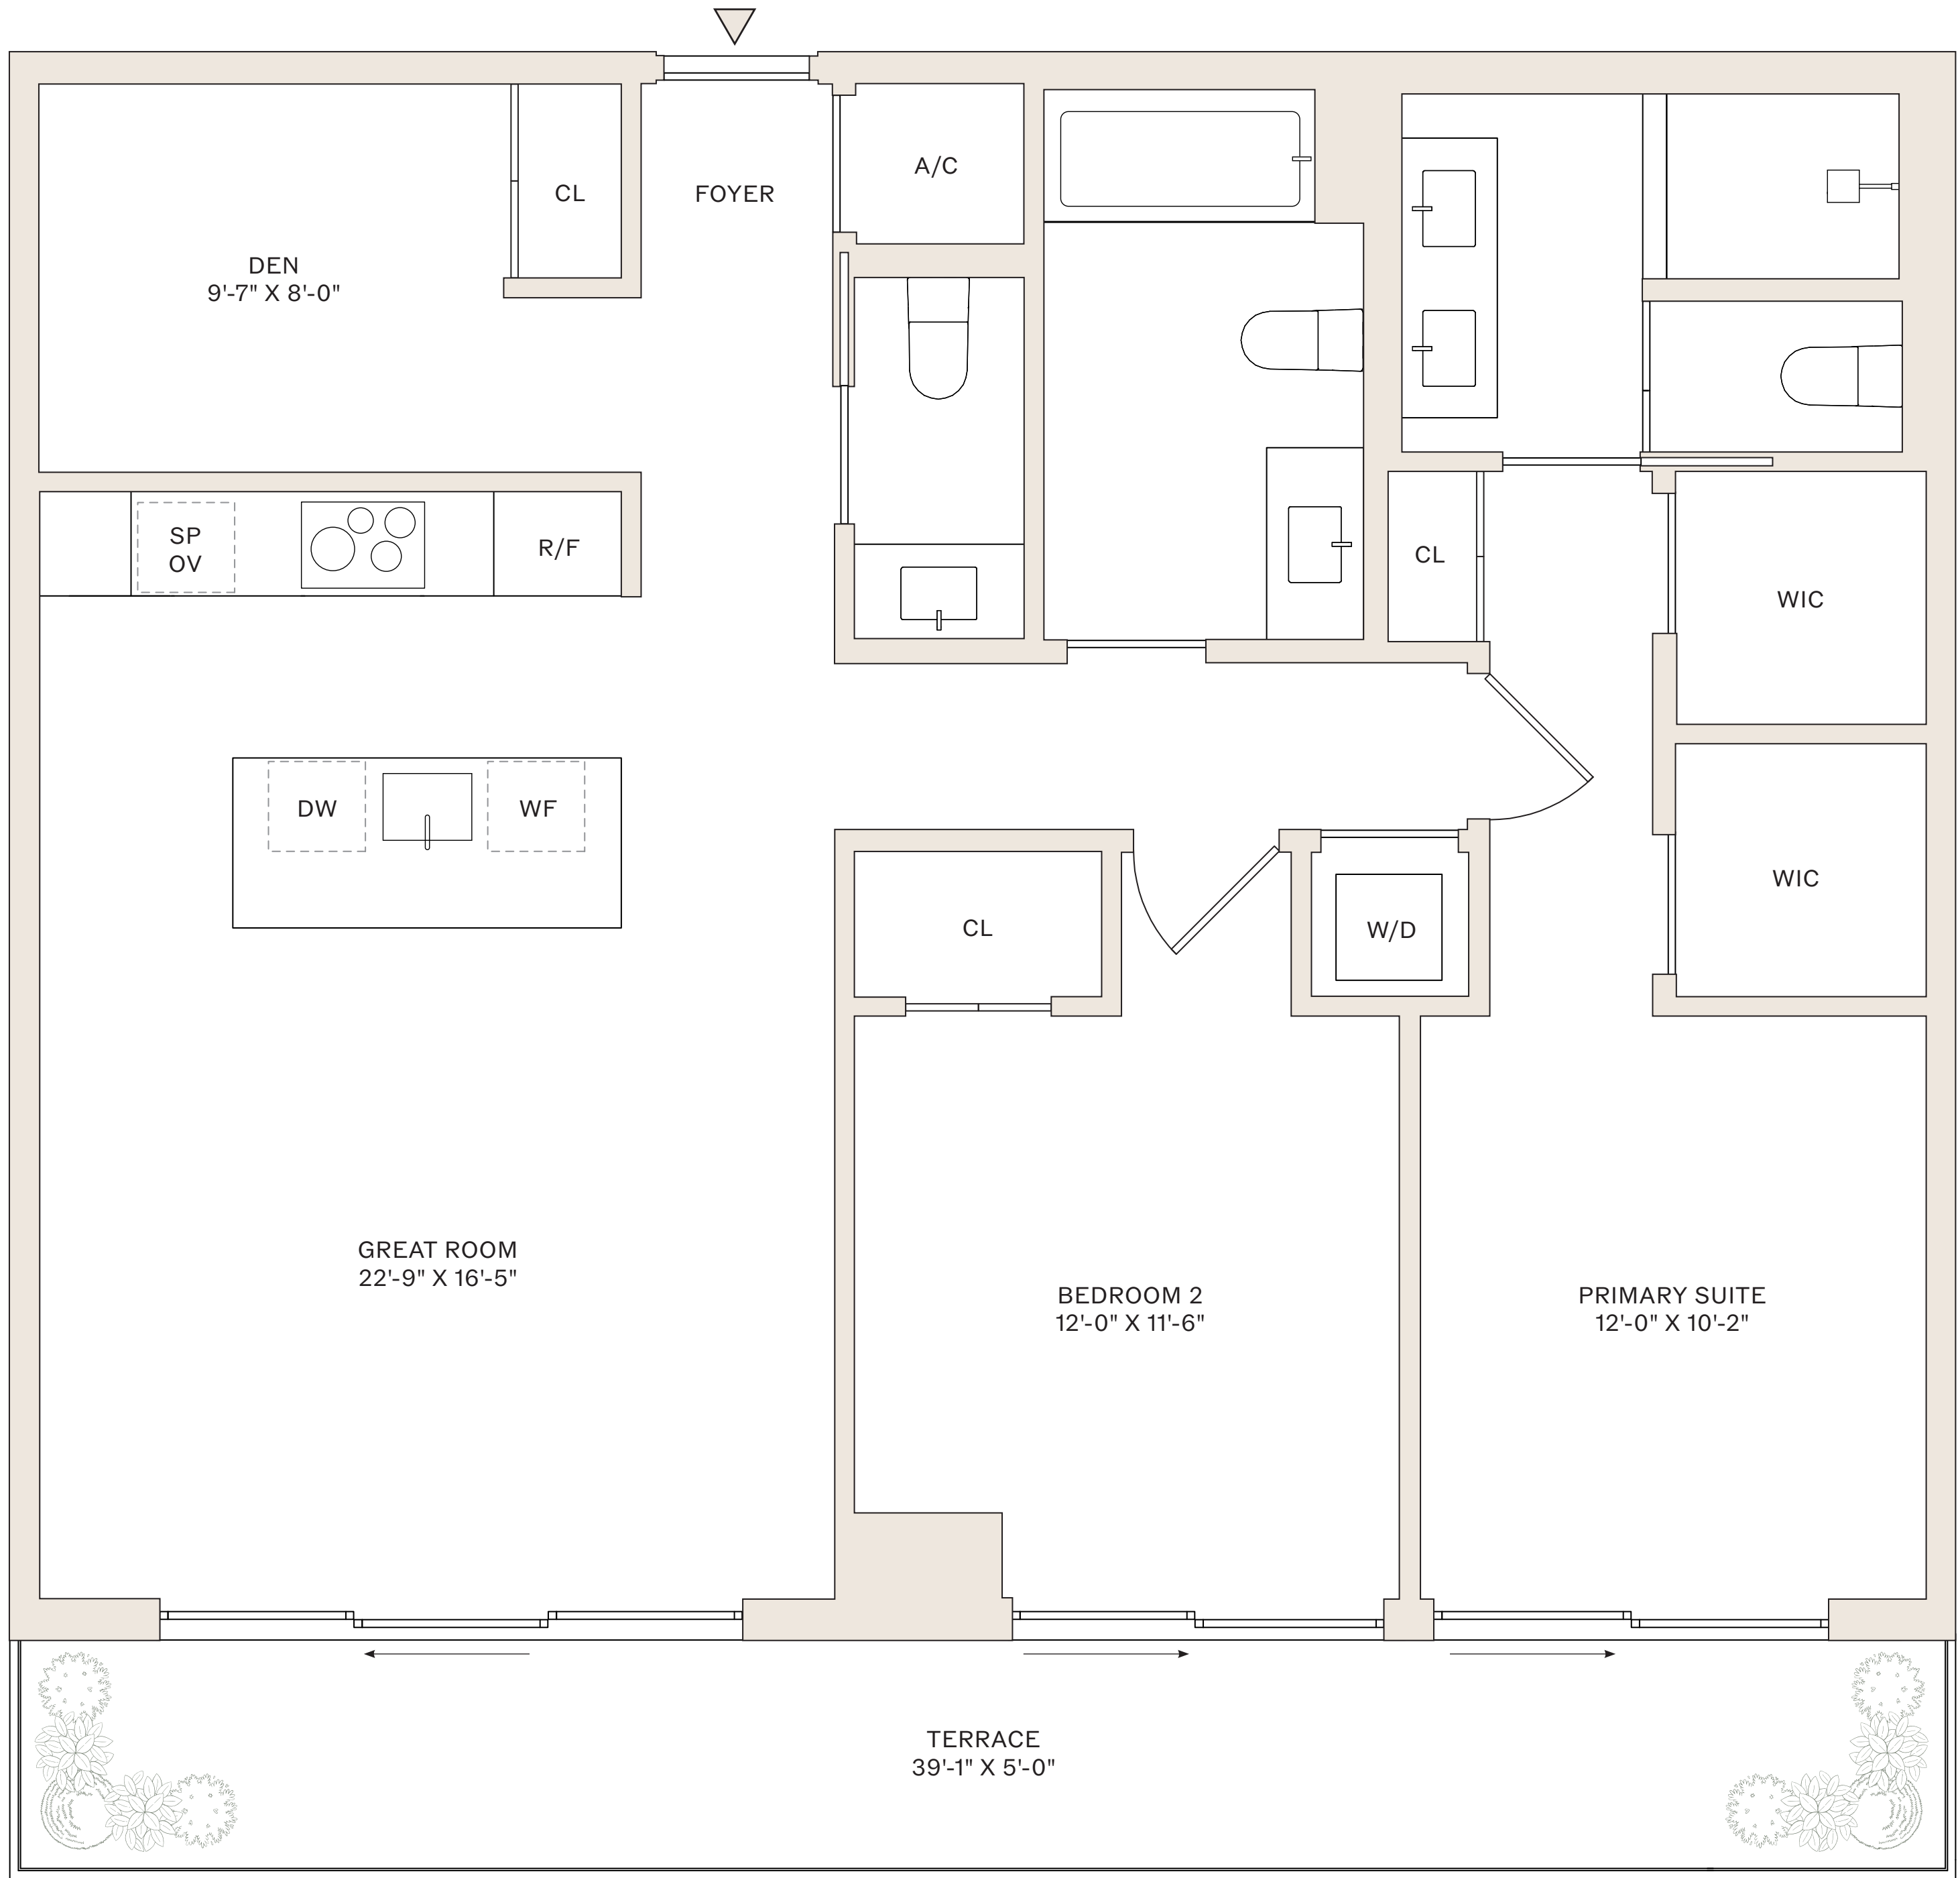 A/C
CL
FOYER
DEN
9'-7" X 8'-0"
SP
OV
R/F
CL
WIC
DW
WF
WIC
CL
W/D
GREAT ROOM
22'-9" X 16'-5"
BEDROOM 2
12'-0" X 11'-6"
PRIMARY SUITE
12'-0" X 10'-2"
TERRACE
39'-1" X 5'-0"